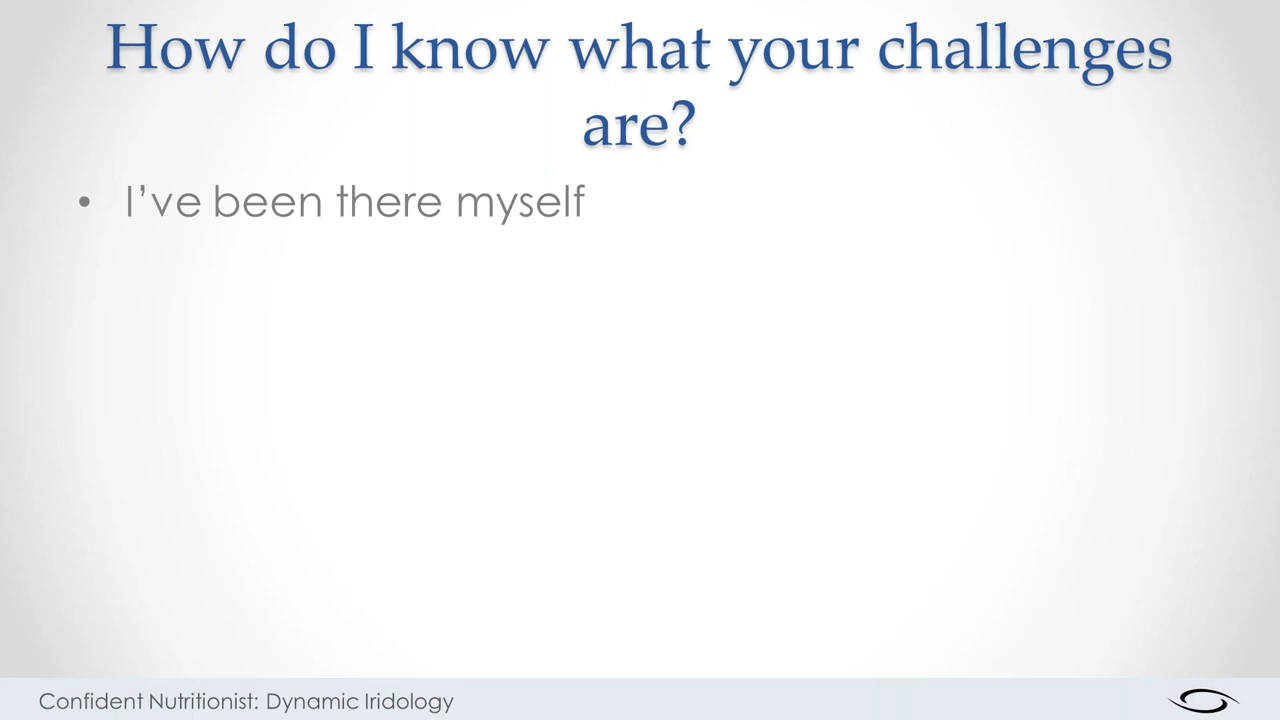 How do I know what your challenges
are?
• I’ve been there myself
Confident Nutritionist: Dynamic Iridology